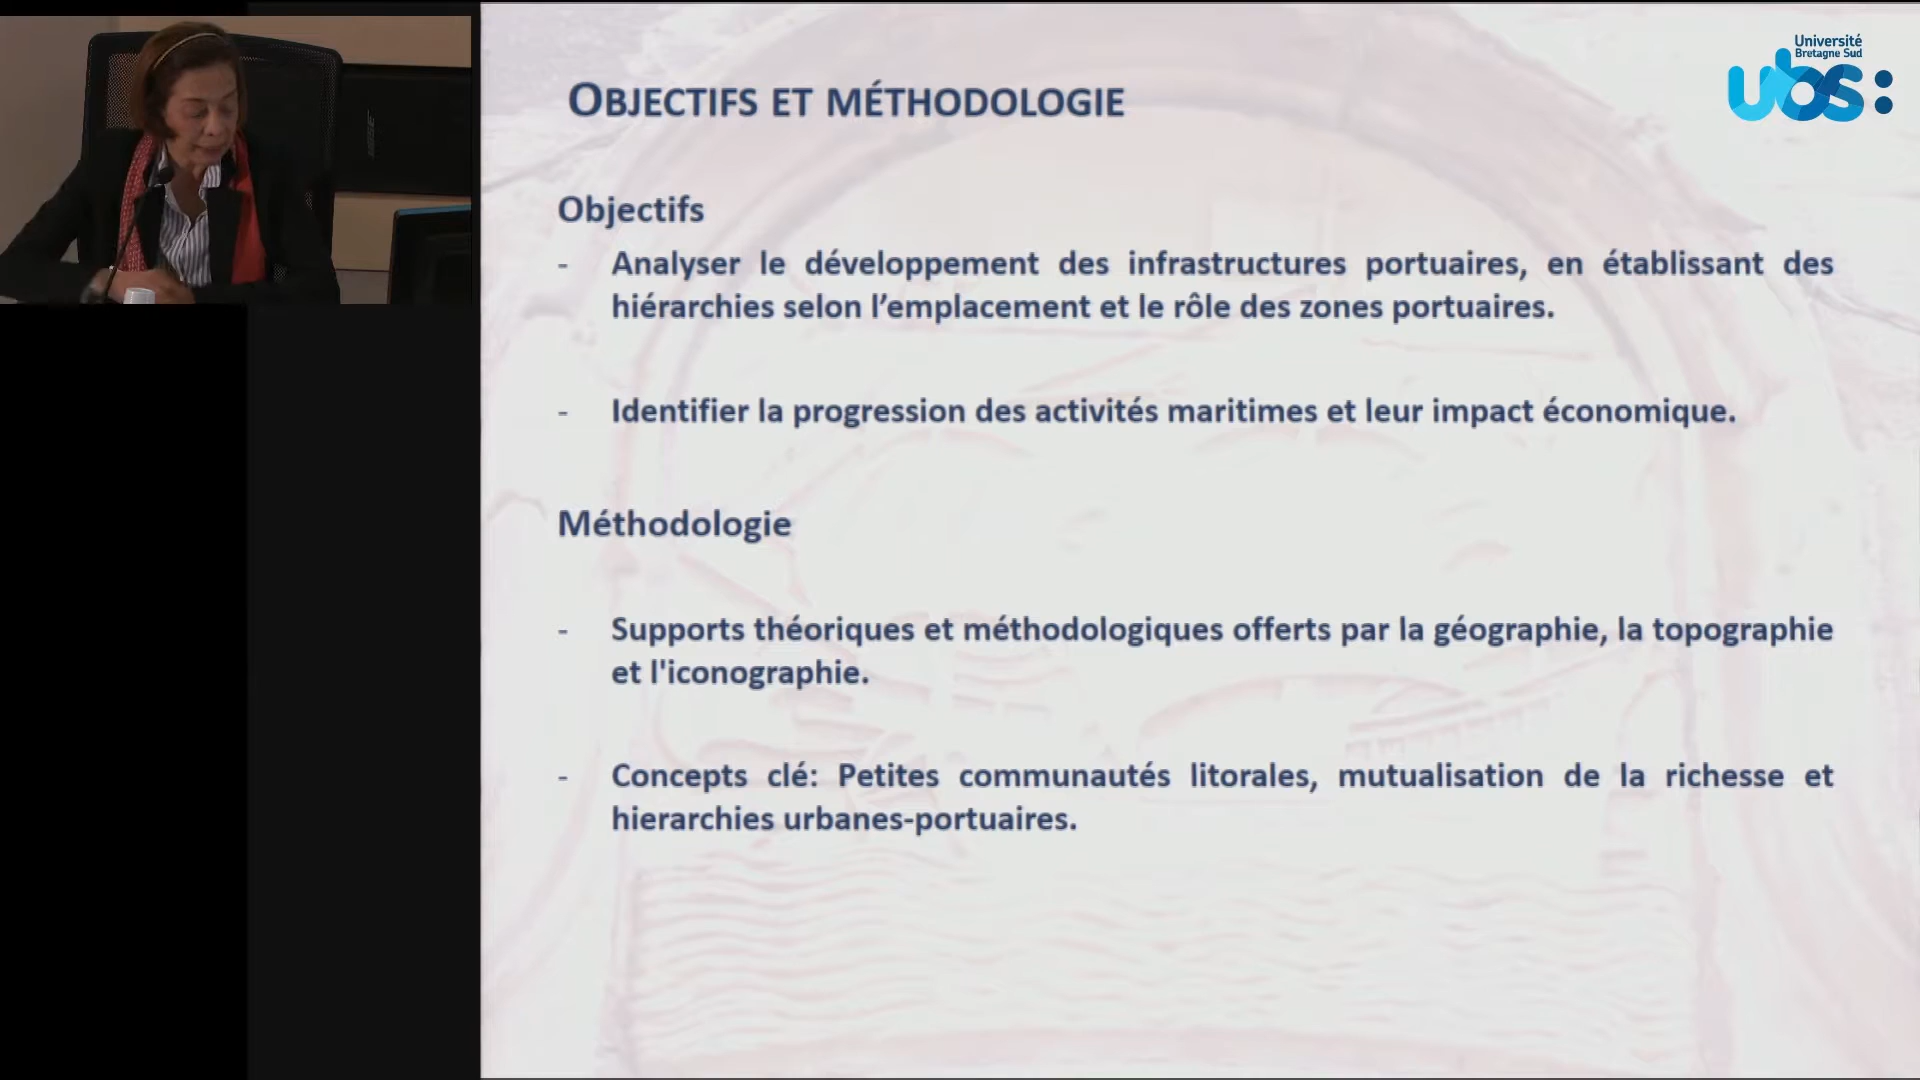 Université
Bretagne Sud
ubs:
OBJECTIFS ET MÉTHODOLOGIE
Objectifs
- Analyser le développement des infrastructures portuaires, en établissant des
hiérarchies selon l’emplacement et le rôle des zones portuaires.
- Identifier la progression des activités maritimes et leur impact économique.
Méthodologie
- Supports théoriques et méthodologiques offerts par la géographie, la topographie
et l'iconographie.
- Concepts clé: Petites communautés litorales, mutualisation de la richesse et
hierarchies urbanes-portuaires.